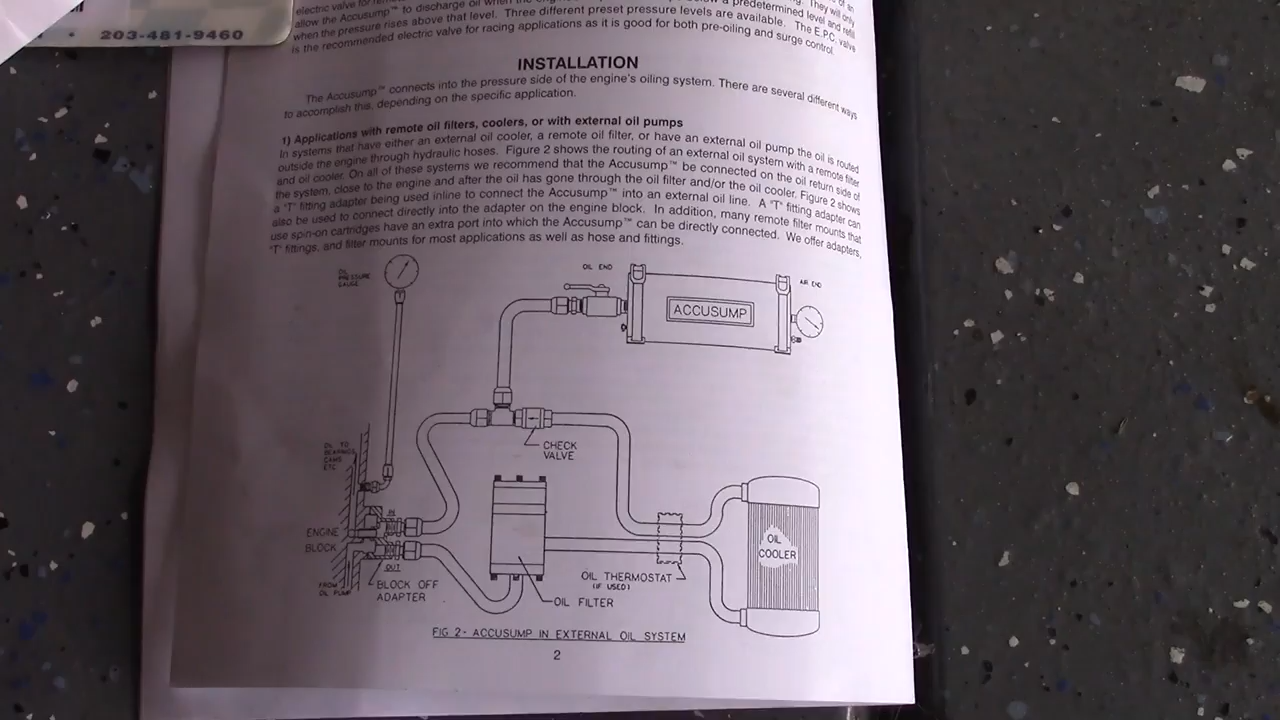 203-481-9460
electric valve for
allow the Accusump™ to discharge oil when the predetermined level and refill
when the pressure rises above that level. Three different preset pressure levels are available. The E.P.C. valve
is the recommended electric valve for racing applications as it is good for both pre-oiling and surge control.
INSTALLATION
The Accusump™ connects into the pressure side of the engine's oiling system. There are several different ways
to accomplish this, depending on the specific application.
1) Applications with remote oil filters, coolers, or with external oil pumps
In systems that have either an external oil cooler, a remote oil filter, or have an external oil pump the oil is routed
outside the engine through hydraulic hoses. Figure 2 shows the routing of an external oil system with a remote filter
and oil cooler. On all of these systems we recommend that the Accusump™ be connected on the oil return side of
the system, close to the engine and after the oil has gone through the oil filter and/or the oil cooler. Figure 2 shows
a "T" fitting adapter being used inline to connect the Accusump™ into an external oil line. A "T" fitting adapter can
also be used to connect directly into the adapter on the engine block. In addition, many remote filter mounts that
use spin-on cartridges have an extra port into which the Accusump™ can be directly connected. We offer adapters,
"T" fittings, and filter mounts for most applications as well as hose and fittings.
OIL
PRESSURE
GAUGE
OIL END
AIR END
ACCUSUMP
CHECK
VALVE
OIL TO
BEARINGS
CAMS
ETC
IN
ENGINE
BLOCK
OUT
FROM
OIL PUMP
BLOCK OFF
ADAPTER
OIL FILTER
OIL THERMOSTAT
(IF USED)
OIL
COOLER
FIG 2- ACCUSUMP IN EXTERNAL OIL SYSTEM
2